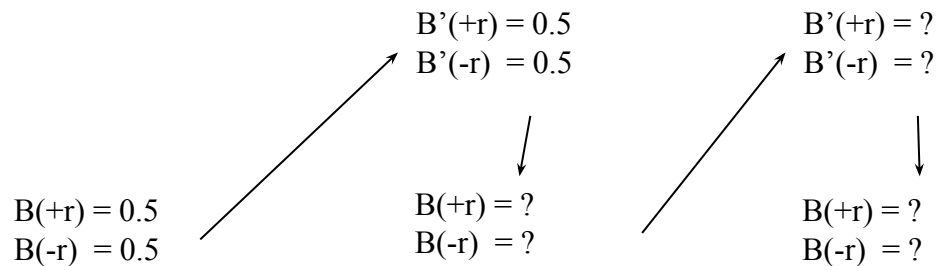 B’(+r) = 0.5
B’(-r) = 0.5
B’(+r) = ?
B’(-r) = ?
B(+r) = 0.5
B(-r) = 0.5
B(+r) = ?
B(-r) = ?
B(+r) = ?
B(-r) = ?